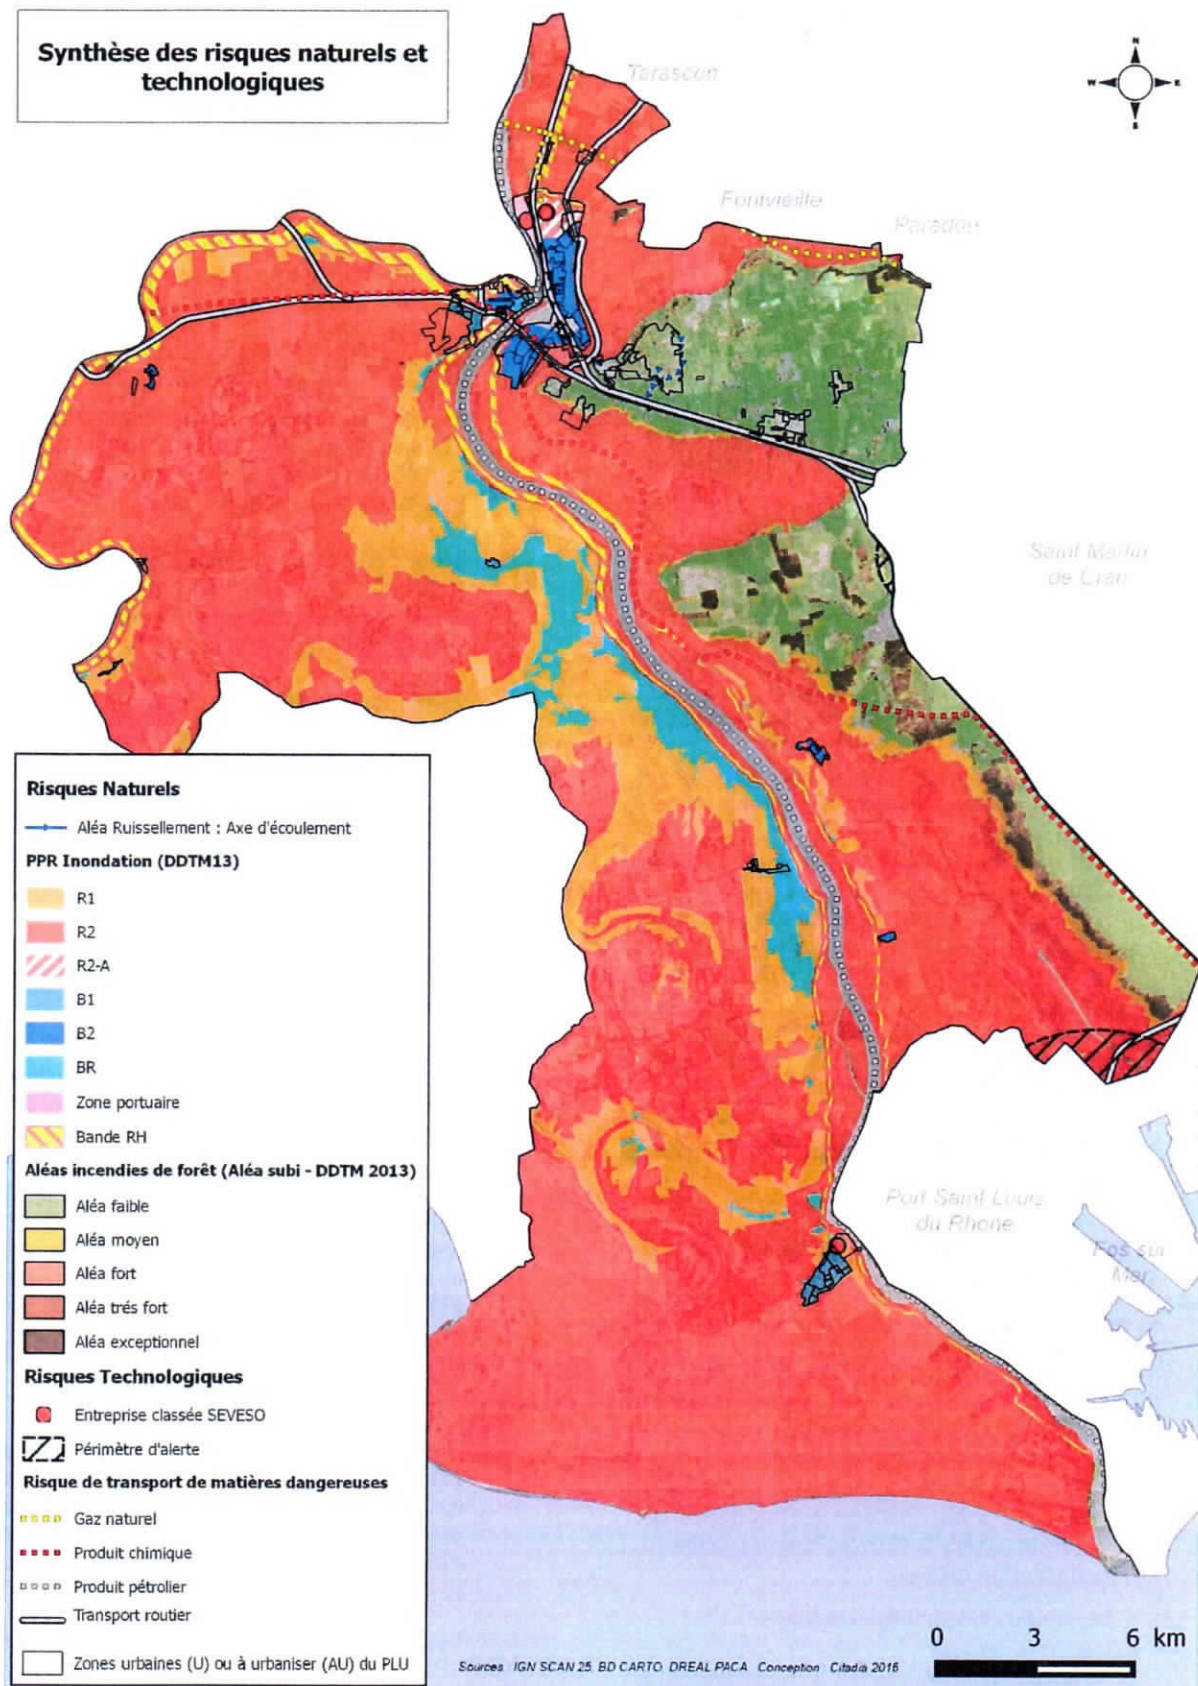 Synthèse des risques naturels et
technologiques
N
W
E
S
Tarascon
Fontvieille
Paradou
Saint Martin
de Crau
Port Saint Louis
du Rhone
Fos sur
Mer
Risques Naturels
Aléa Ruissellement : Axe d'écoulement
PPR Inondation (DDTM13)
R1
R2
R2-A
B1
B2
BR
Zone portuaire
Bande RH
Aléas incendies de forêt (Aléa subi - DDTM 2013)
Aléa faible
Aléa moyen
Aléa fort
Aléa trés fort
Aléa exceptionnel
Risques Technologiques
Entreprise classée SEVESO
Périmètre d'alerte
Risque de transport de matières dangereuses
Gaz naturel
Produit chimique
Produit pétrolier
Transport routier
Zones urbaines (U) ou à urbaniser (AU) du PLU
Sources : IGN SCAN 25, BD CARTO, DREAL PACA Conception : Citadia 2016
0 3 6 km